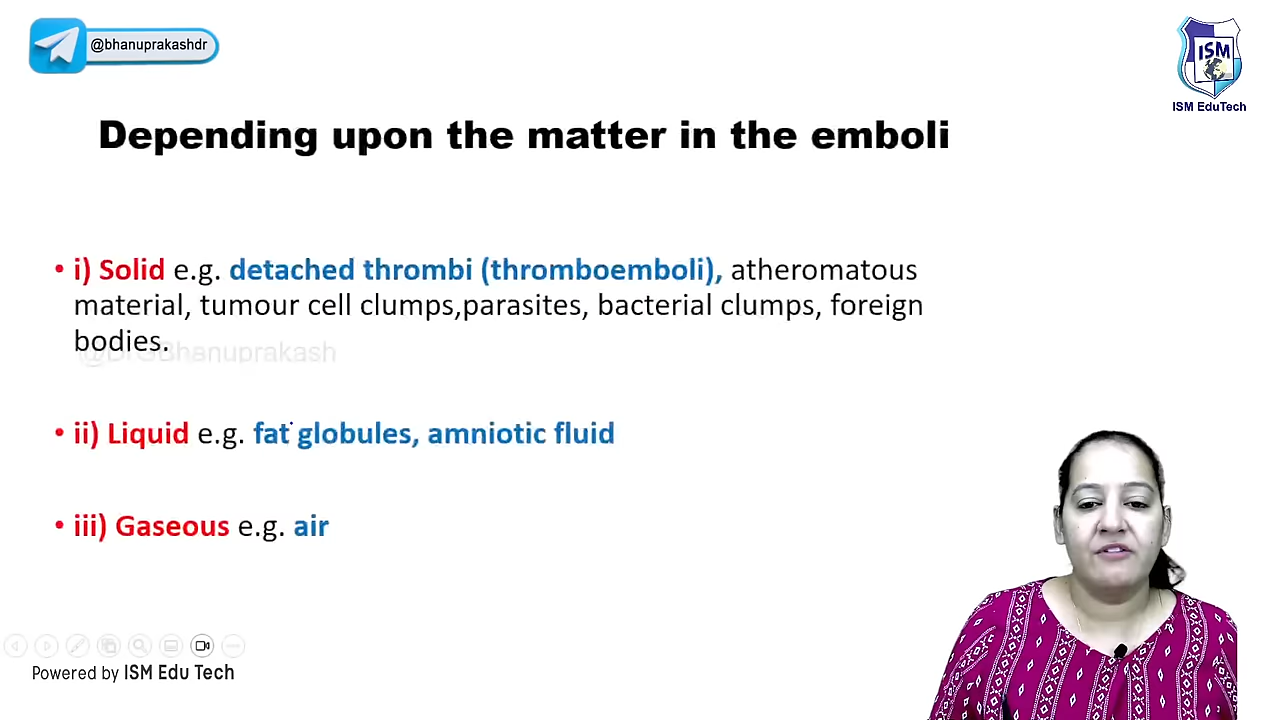 @bhanuprakashdr
ISM
ISM EduTech
Depending upon the matter in the emboli
• i) Solid e.g. detached thrombi (thromboemboli), atheromatous
material, tumour cell clumps,parasites, bacterial clumps, foreign
bodies.
@DrGBhanuprakash
• ii) Liquid e.g. fat globules, amniotic fluid
• iii) Gaseous e.g. air
Powered by ISM Edu Tech